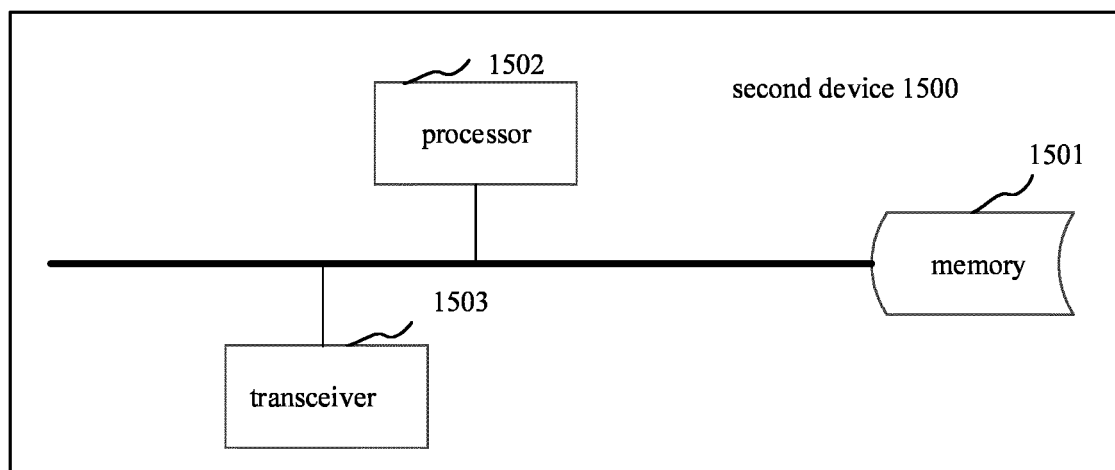 1502
second device 1500
processor
1501
memory
1503
transceiver